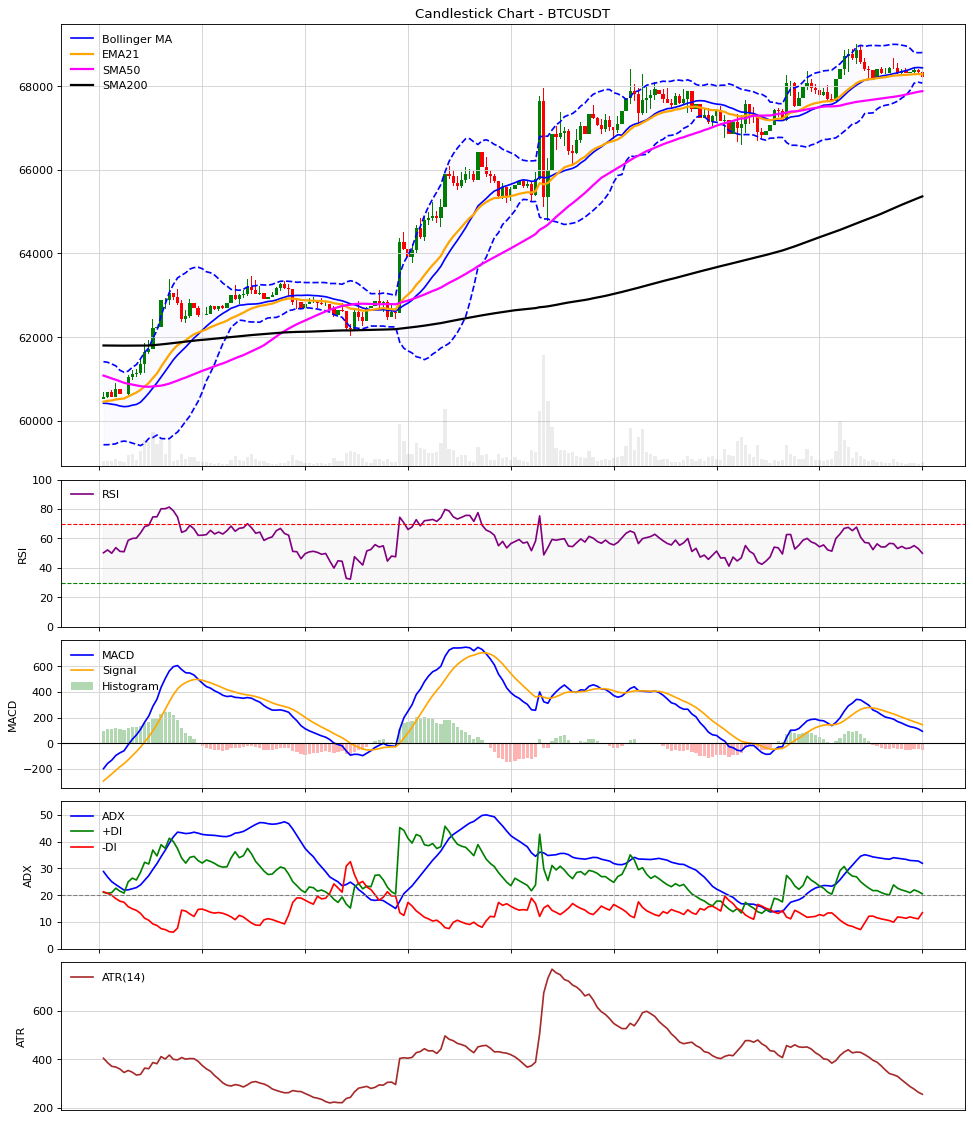 Candlestick Chart - BTCUSDT
Bollinger MA
EMA21
SMA50
SMA200
68000
66000
64000
62000
60000
RSI
100
80
60
40
20
0
RSI
MACD
Signal
Histogram
600
400
200
0
−200
MACD
ADX
+DI
-DI
50
40
30
20
10
0
ADX
ATR(14)
600
400
200
ATR